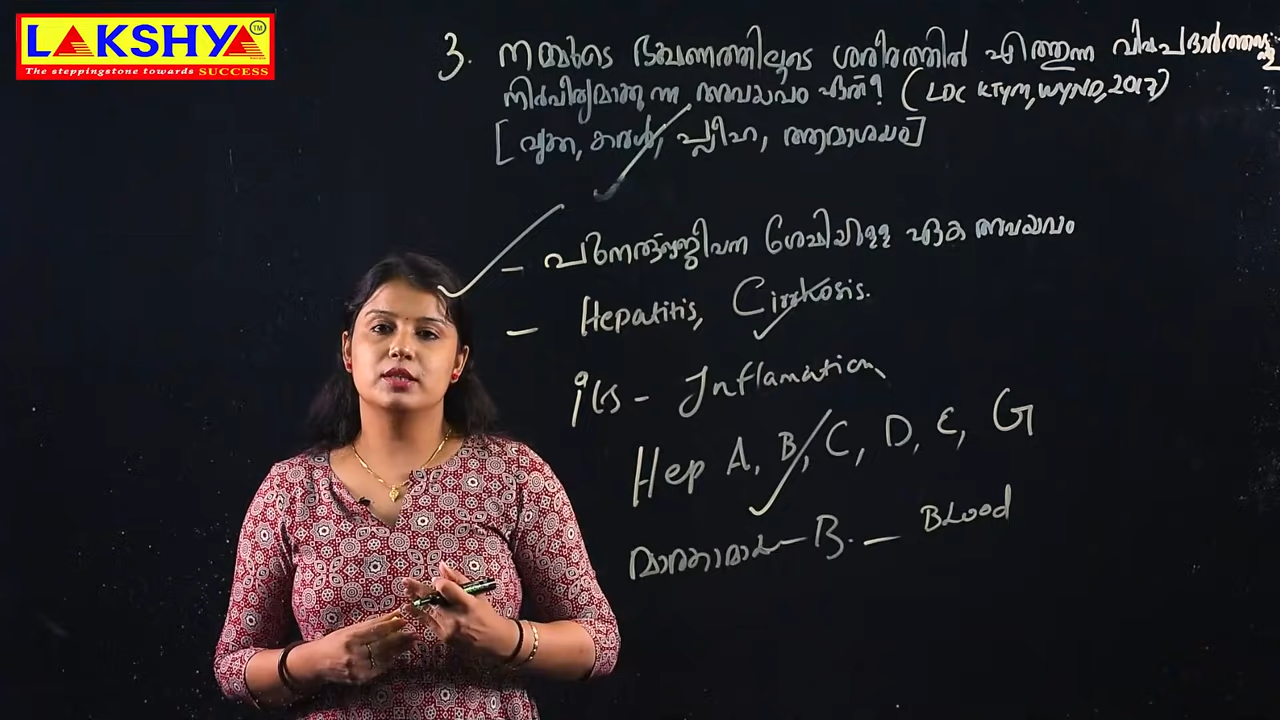 LAKSHYA TM
The steppingstone towards SUCCESS
3. നമ്മുടെ ഭക്ഷണത്തിലൂടെ ശരീരത്തിൽ എത്തുന്ന വിഷപദാർത്ഥങ്ങളെ
നിർവീര്യമാക്കുന്ന അവയവം ഏത്? (LDC KTYM, WYND, 2017)
[വൃക്ക, കരൾ, പ്ലീഹ, ആമാശയം]
- പുനരുജ്ജീവന ശേഷിയുള്ള ഏക അവയവം
- Hepatitis, Cirrhosis.
itis - Inflamation
Hep A, B, C, D, E, G
മാരകമായ - B. - Blood